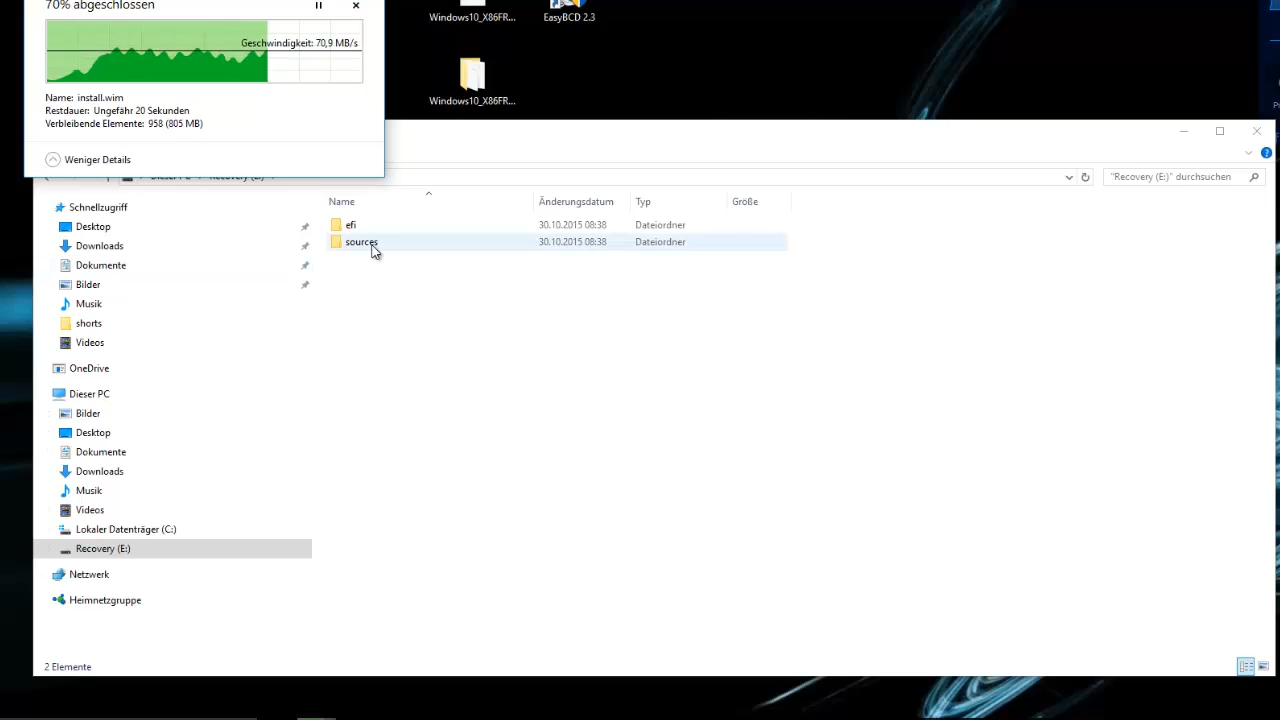 70% abgeschlossen
Geschwindigkeit: 70,9 MB/s
Name: install.wim
Restdauer: Ungefähr 20 Sekunden
Verbleibende Elemente: 958 (805 MB)
Weniger Details
Windows10_X86FR...
EasyBCD 2.3
Windows10_X86FR...
Dieser PC > Recovery (E:) >
"Recovery (E:)" durchsuchen
Name Änderungsdatum Typ Größe
efi 30.10.2015 08:38 Dateiordner
sources 30.10.2015 08:38 Dateiordner
Schnellzugriff
Desktop
Downloads
Dokumente
Bilder
Musik
shorts
Videos
OneDrive
Dieser PC
Bilder
Desktop
Dokumente
Downloads
Musik
Videos
Lokaler Datenträger (C:)
Recovery (E:)
Netzwerk
Heimnetzgruppe
2 Elemente